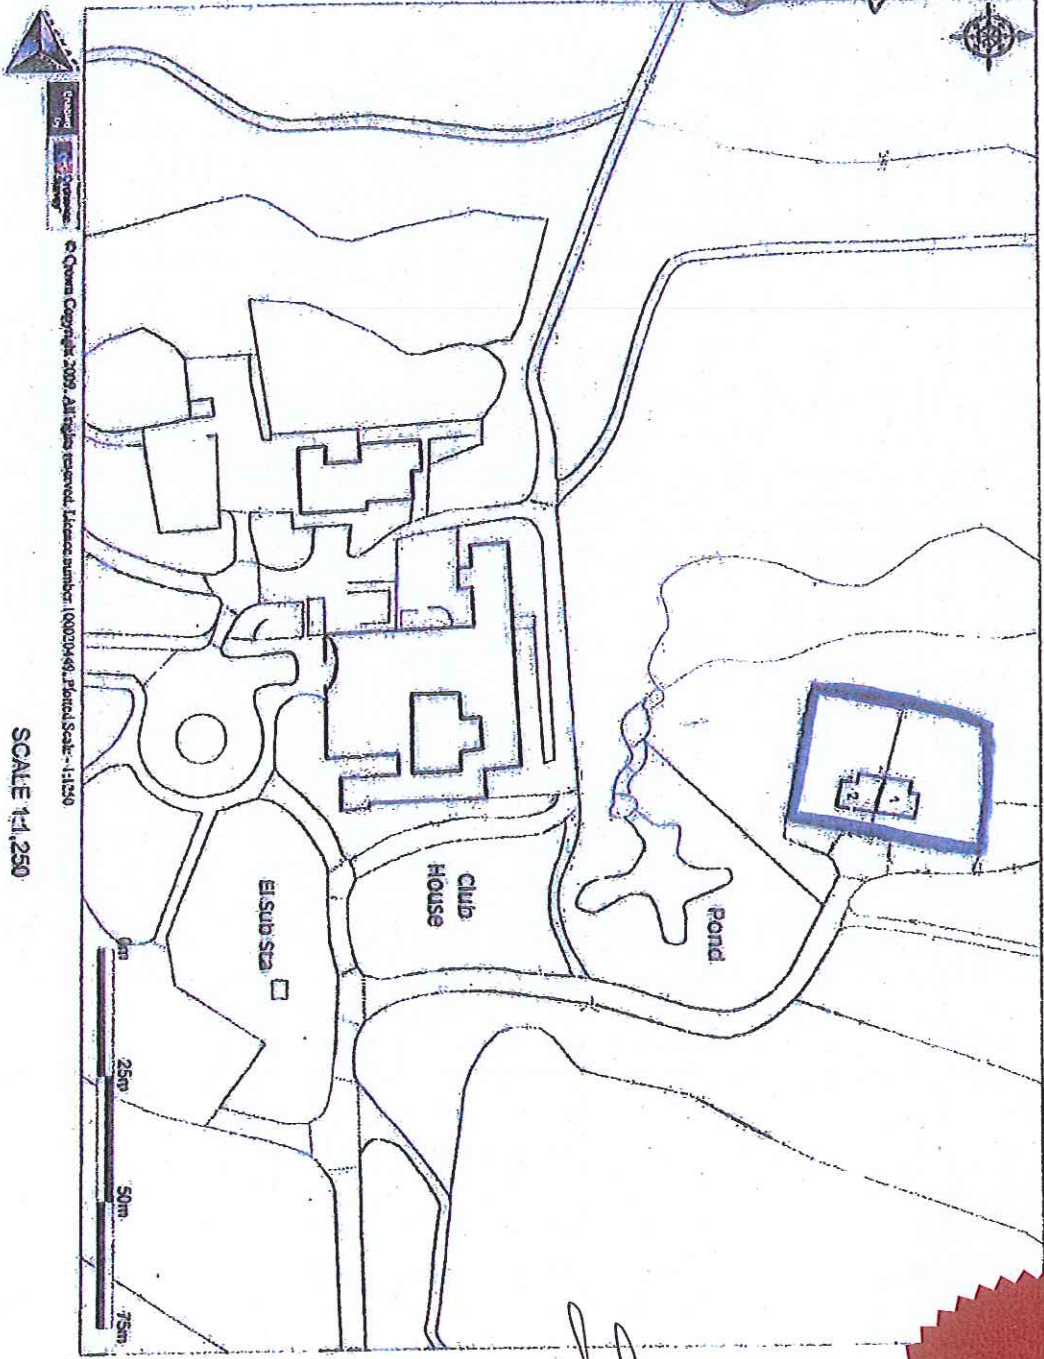 35
1
2
Pond
Club
House
El Sub Sta
0m
25m
50m
75m
© Crown Copyright 2009. All rights reserved. Licence number 100020449. Plotted Scale - 1:1250.
SCALE 1:1,250